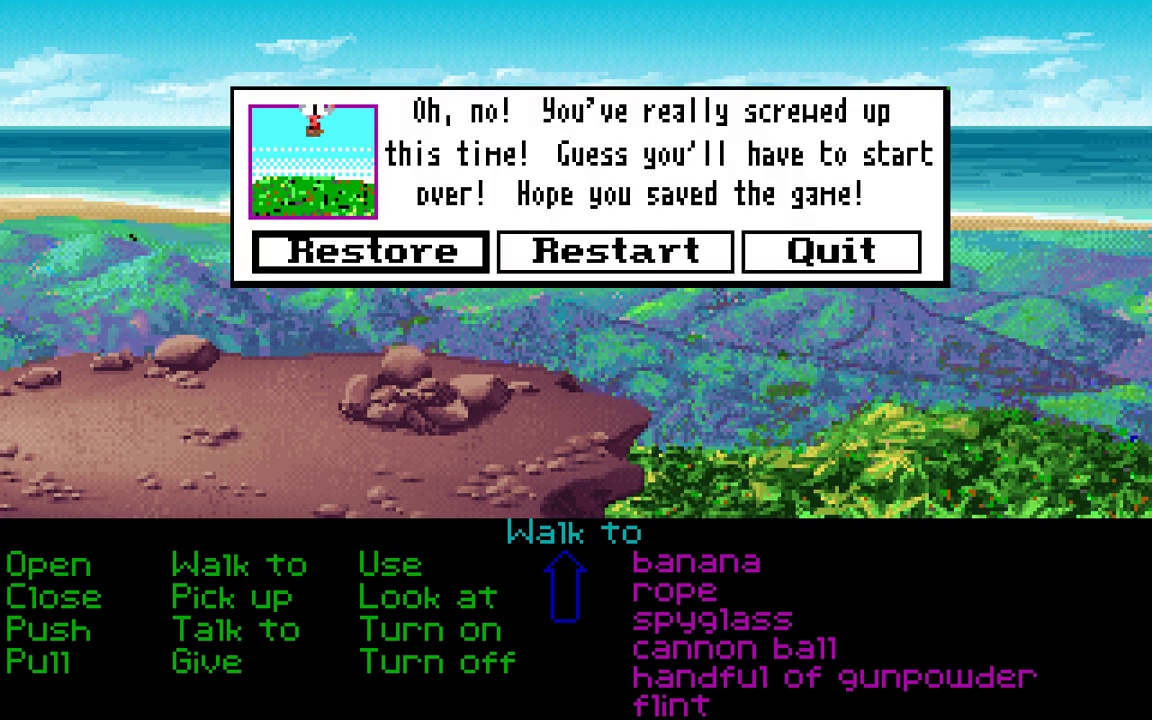 Oh, no! You've really screwed up
this time! Guess you'll have to start
over! Hope you saved the game!
Restore Restart Quit
Walk to
Open Walk to Use
Close Pick up Look at
Push Talk to Turn on
Pull Give Turn off
banana
rope
spyglass
cannon ball
handful of gunpowder
flint